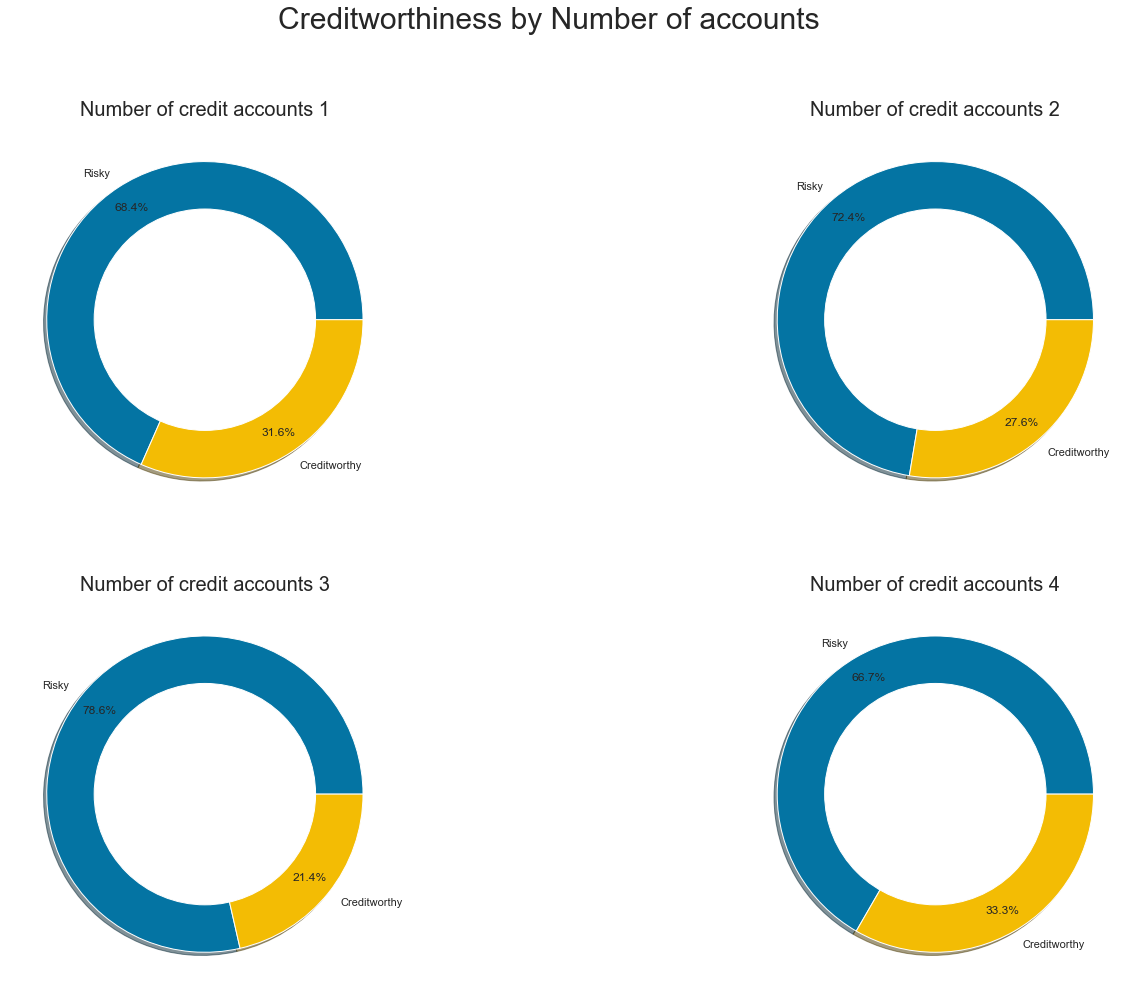 Creditworthiness by Number of accounts
Number of credit accounts 1
Risky
68.4%
31.6%
Creditworthy
Number of credit accounts 2
Risky
72.4%
27.6%
Creditworthy
Number of credit accounts 3
Risky
78.6%
21.4%
Creditworthy
Number of credit accounts 4
Risky
66.7%
33.3%
Creditworthy